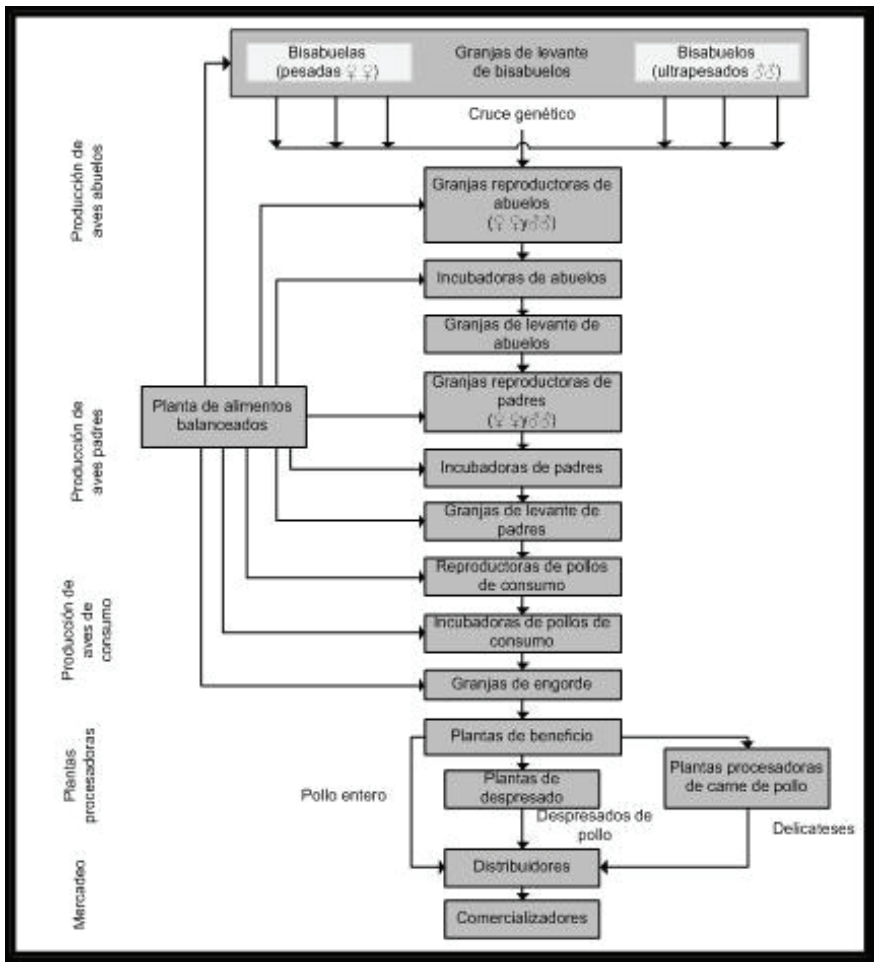 Bisabuelas
(pesadas ♀ ♀)
Granjas de levante
de bisabuelos
Bisabuelos
(ultrapesados ♂♂)
Cruce genético
Producción de
aves abuelos
Granjas reproductoras de
abuelos
(♀ ♀y♂♂)
Incubadoras de abuelos
Granjas de levante de
abuelos
Planta de alimentos
balanceados
Granjas reproductoras de
padres
(♀ ♀y♂♂)
Producción de
aves padres
Incubadoras de padres
Granjas de levante de
padres
Producción de
aves de
consumo
Reproductoras de pollos
de consumo
Incubadoras de pollos de
consumo
Granjas de engorde
Plantas
procesadoras
Plantas de beneficio
Pollo entero
Plantas de
despresado
Plantas procesadoras
de carne de pollo
Despresados de
pollo
Delicateses
Mercadeo
Distribuidores
Comercializadores